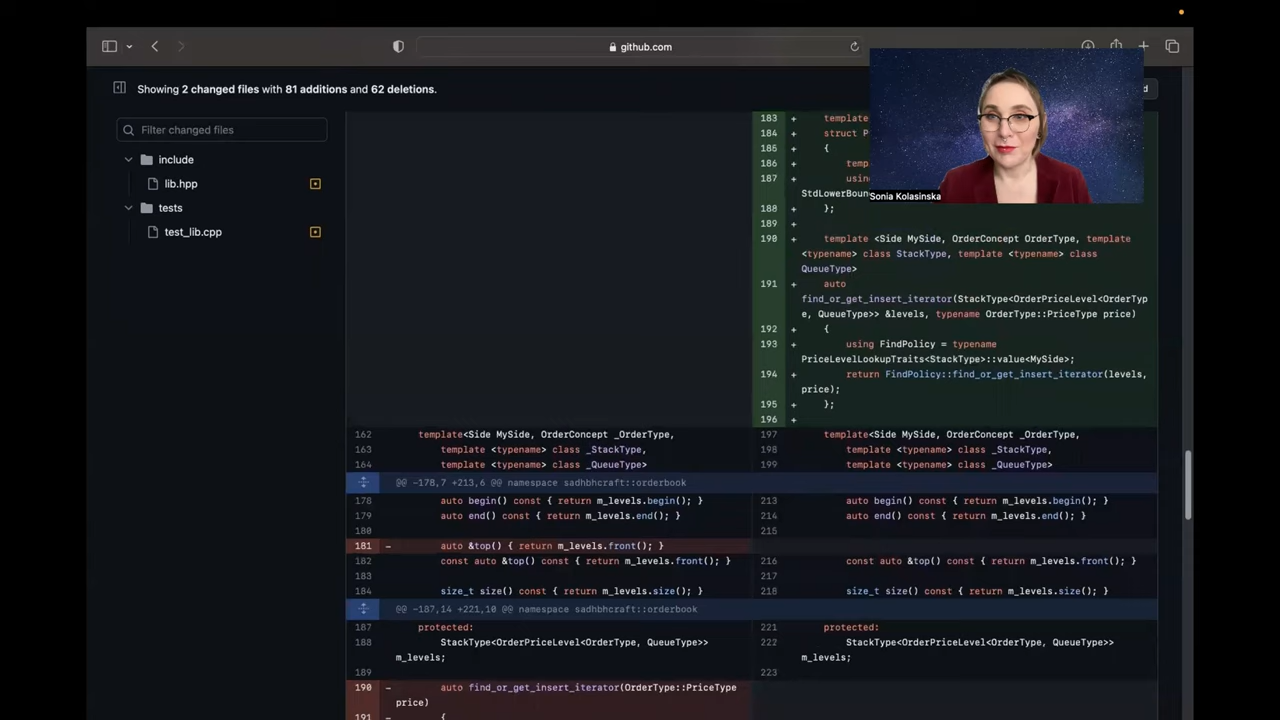 github.com
Showing 2 changed files with 81 additions and 62 deletions.
d
Filter changed files
include
lib.hpp
tests
test_lib.cpp
Sonia Kolasinska
183 + template
184 + struct P
185 + {
186 + temp
187 + usin
StdLowerBoun
188 + };
189 +
190 + template <Side MySide, OrderConcept OrderType, template
<typename> class StackType, template <typename> class
QueueType>
191 + auto
find_or_get_insert_iterator(StackType<OrderPriceLevel<OrderTyp
e, QueueType>> &levels, typename OrderType::PriceType price)
192 + {
193 + using FindPolicy = typename
PriceLevelLookupTraits<StackType>::value<MySide>;
194 + return FindPolicy::find_or_get_insert_iterator(levels,
price);
195 + };
196 +
162 template<Side MySide, OrderConcept _OrderType, 197 template<Side MySide, OrderConcept _OrderType,
163 template <typename> class _StackType, 198 template <typename> class _StackType,
164 template <typename> class _QueueType> 199 template <typename> class _QueueType>
@@ -178,7 +213,6 @@ namespace sadhbhcraft::orderbook
178 auto begin() const { return m_levels.begin(); } 213 auto begin() const { return m_levels.begin(); }
179 auto end() const { return m_levels.end(); } 214 auto end() const { return m_levels.end(); }
180 215
181 - auto &top() { return m_levels.front(); }
182 const auto &top() const { return m_levels.front(); } 216 const auto &top() const { return m_levels.front(); }
183 217
184 size_t size() const { return m_levels.size(); } 218 size_t size() const { return m_levels.size(); }
@@ -187,14 +221,10 @@ namespace sadhbhcraft::orderbook
187 protected: 221 protected:
188 StackType<OrderPriceLevel<OrderType, QueueType>> 222 StackType<OrderPriceLevel<OrderType, QueueType>>
m_levels; m_levels;
189 223
190 - auto find_or_get_insert_iterator(OrderType::PriceType
price)
191 - {